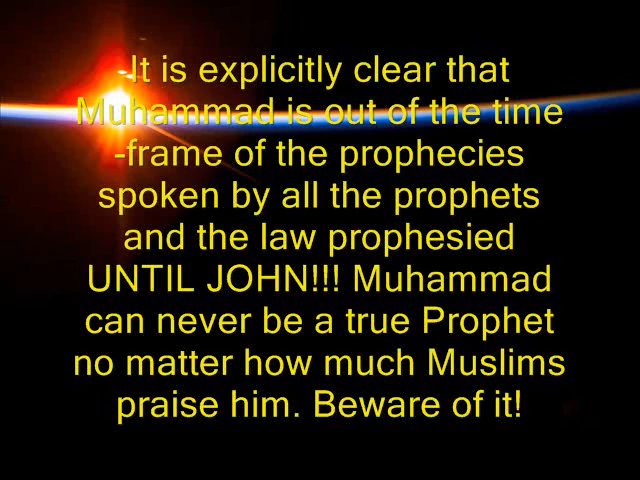 -It is explicitly clear that
Muhammad is out of the time
-frame of the prophecies
spoken by all the prophets
and the law prophesied
UNTIL JOHN!!! Muhammad
can never be a true Prophet
no matter how much Muslims
praise him. Beware of it!